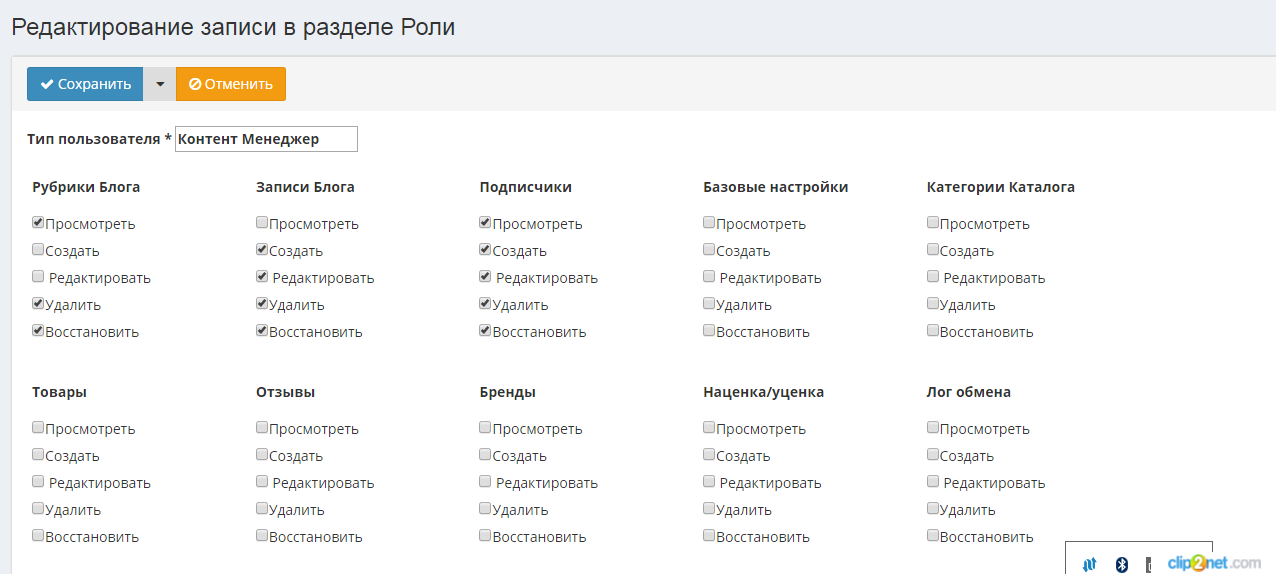 Редактирование записи в разделе Роли
Сохранить Отменить
Тип пользователя * Контент Менеджер
Рубрики Блога Записи Блога Подписчики Базовые настройки Категории Каталога
Просмотреть Просмотреть Просмотреть Просмотреть Просмотреть
Создать Создать Создать Создать Создать
Редактировать Редактировать Редактировать Редактировать Редактировать
Удалить Удалить Удалить Удалить Удалить
Восстановить Восстановить Восстановить Восстановить Восстановить
Товары Отзывы Бренды Наценка/уценка Лог обмена
Просмотреть Просмотреть Просмотреть Просмотреть Просмотреть
Создать Создать Создать Создать Создать
Редактировать Редактировать Редактировать Редактировать Редактировать
Удалить Удалить Удалить Удалить Удалить
Восстановить Восстановить Восстановить Восстановить Восстановить
clip2net.com